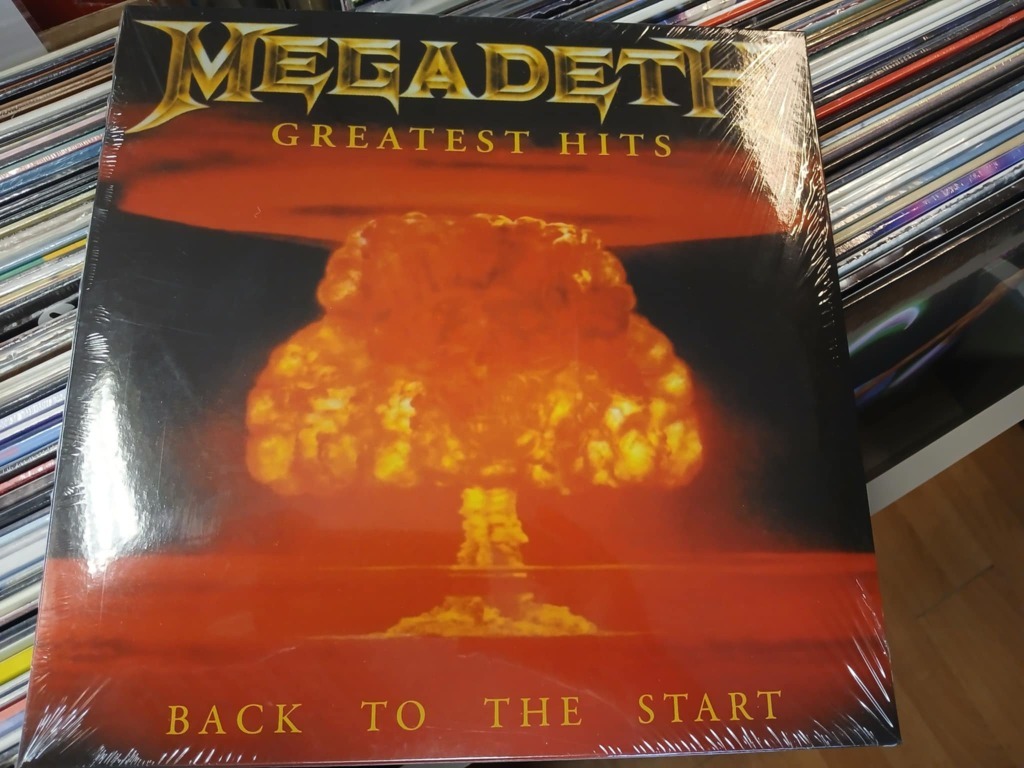 MEGADETH
GREATEST HITS
BACK TO THE START